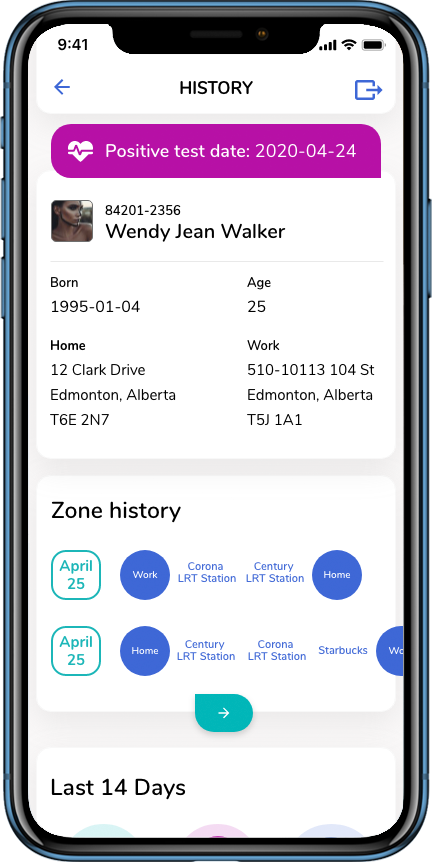 9:41
HISTORY
Positive test date: 2020-04-24
84201-2356
Wendy Jean Walker
Born
Age
1995-01-04
25
Home
Work
12 Clark Drive
510-10113 104 St
Edmonton, Alberta
Edmonton, Alberta
T6E 2N7
T5J 1A1
Zone history
April
25
Work
Corona
LRT Station
Century
LRT Station
Home
April
25
Home
Century
LRT Station
Corona
LRT Station
Starbucks
Last 14 Days